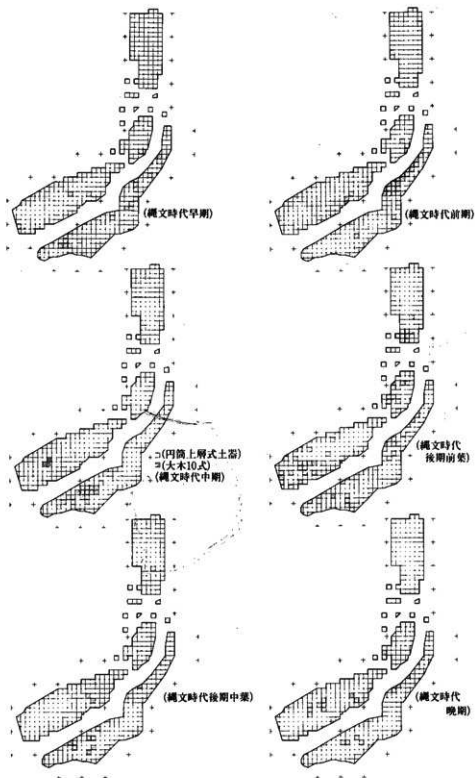 (縄文時代早期)
(縄文時代前期)
(円筒上層式土器)
(大木10式)
(縄文時代中期)
(縄文時代
後期前葉)
(縄文時代後期中葉)
(縄文時代
晩期)